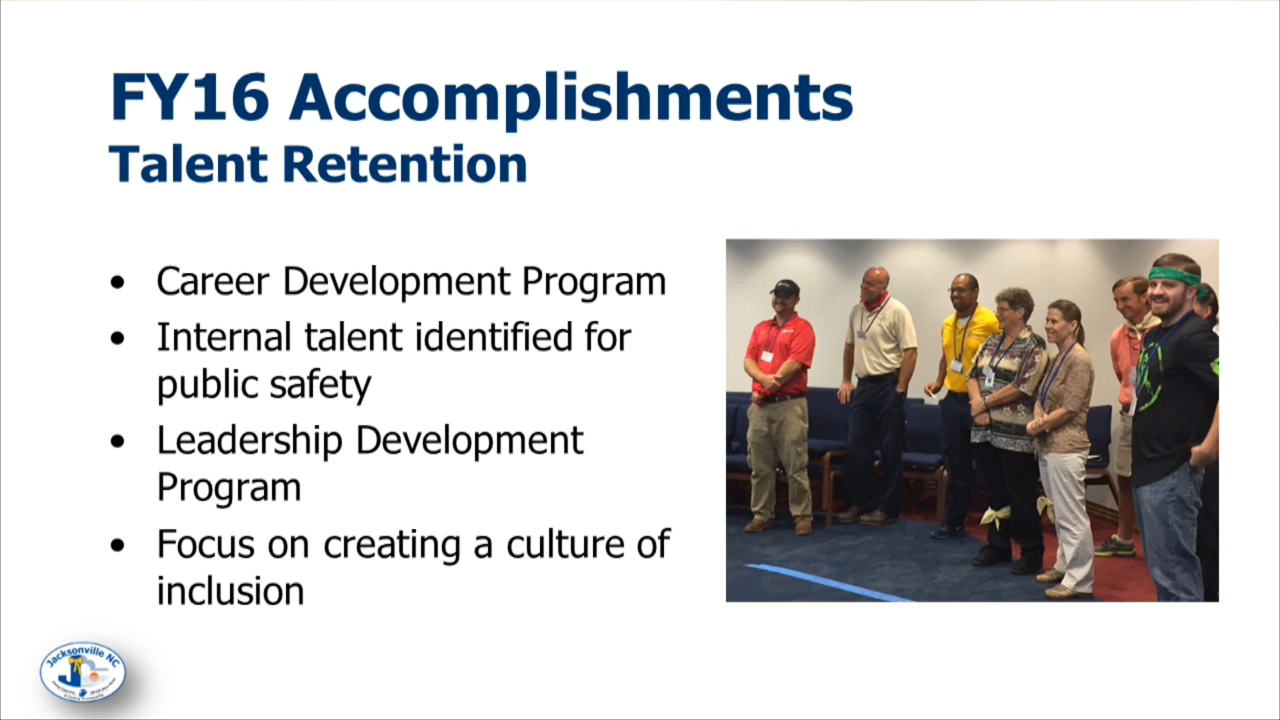 FY16 Accomplishments
Talent Retention
• Career Development Program
• Internal talent identified for
public safety
• Leadership Development
Program
• Focus on creating a culture of
inclusion
Jacksonville NC